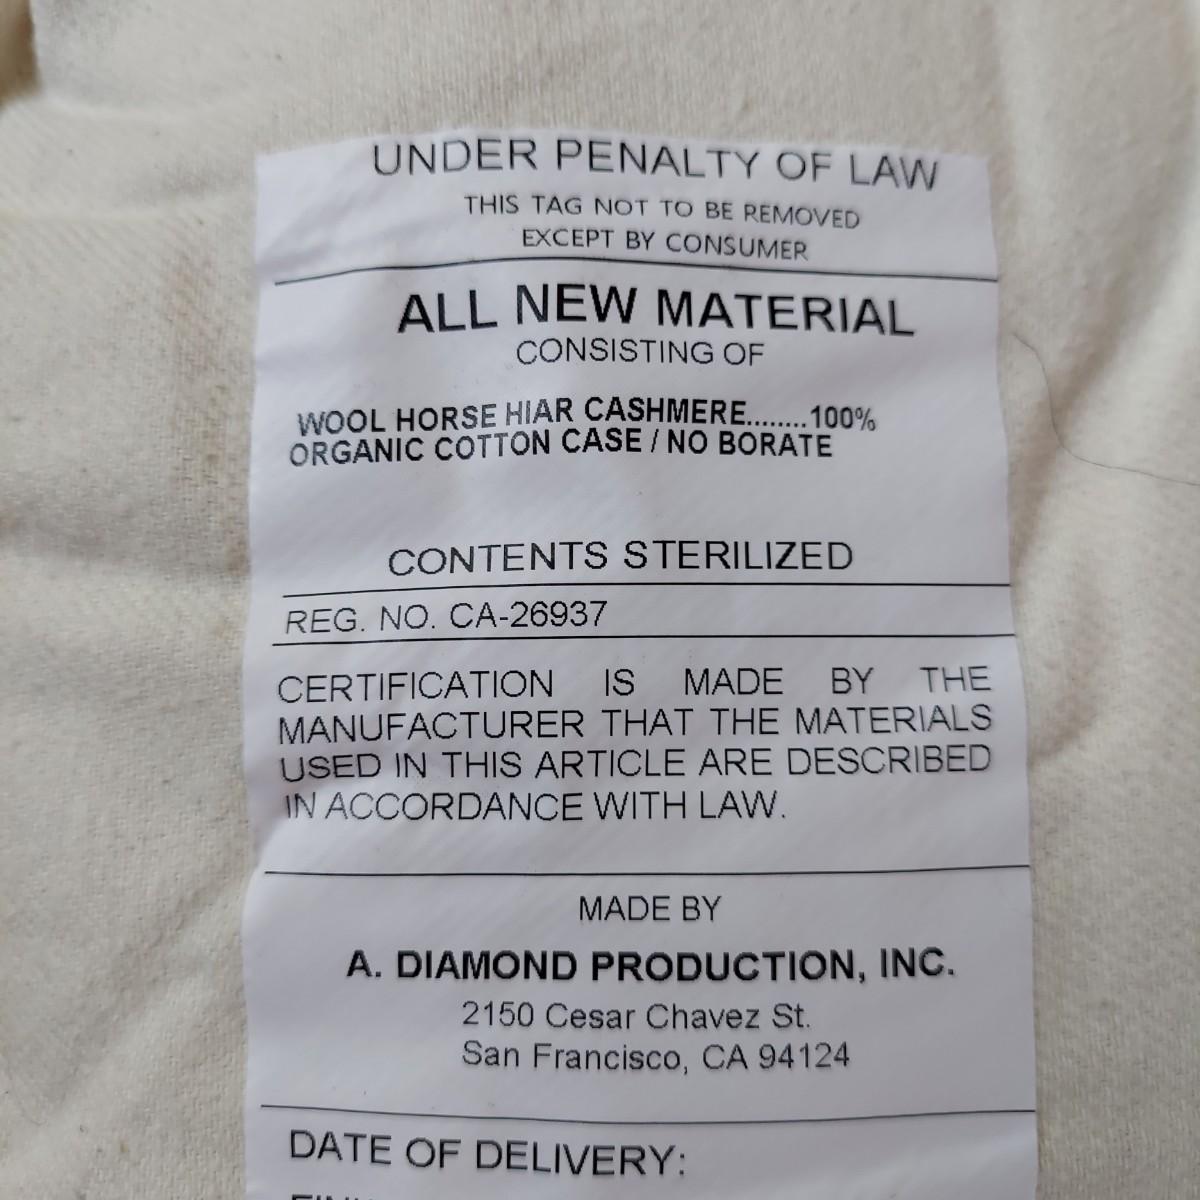 UNDER PENALTY OF LAW
THIS TAG NOT TO BE REMOVED
EXCEPT BY CONSUMER
ALL NEW MATERIAL
CONSISTING OF
WOOL HORSE HIAR CASHMERE........100%
ORGANIC COTTON CASE / NO BORATE
CONTENTS STERILIZED
REG. NO. CA-26937
CERTIFICATION IS MADE BY THE
MANUFACTURER THAT THE MATERIALS
USED IN THIS ARTICLE ARE DESCRIBED
IN ACCORDANCE WITH LAW.
MADE BY
A. DIAMOND PRODUCTION, INC.
2150 Cesar Chavez St.
San Francisco, CA 94124
DATE OF DELIVERY: